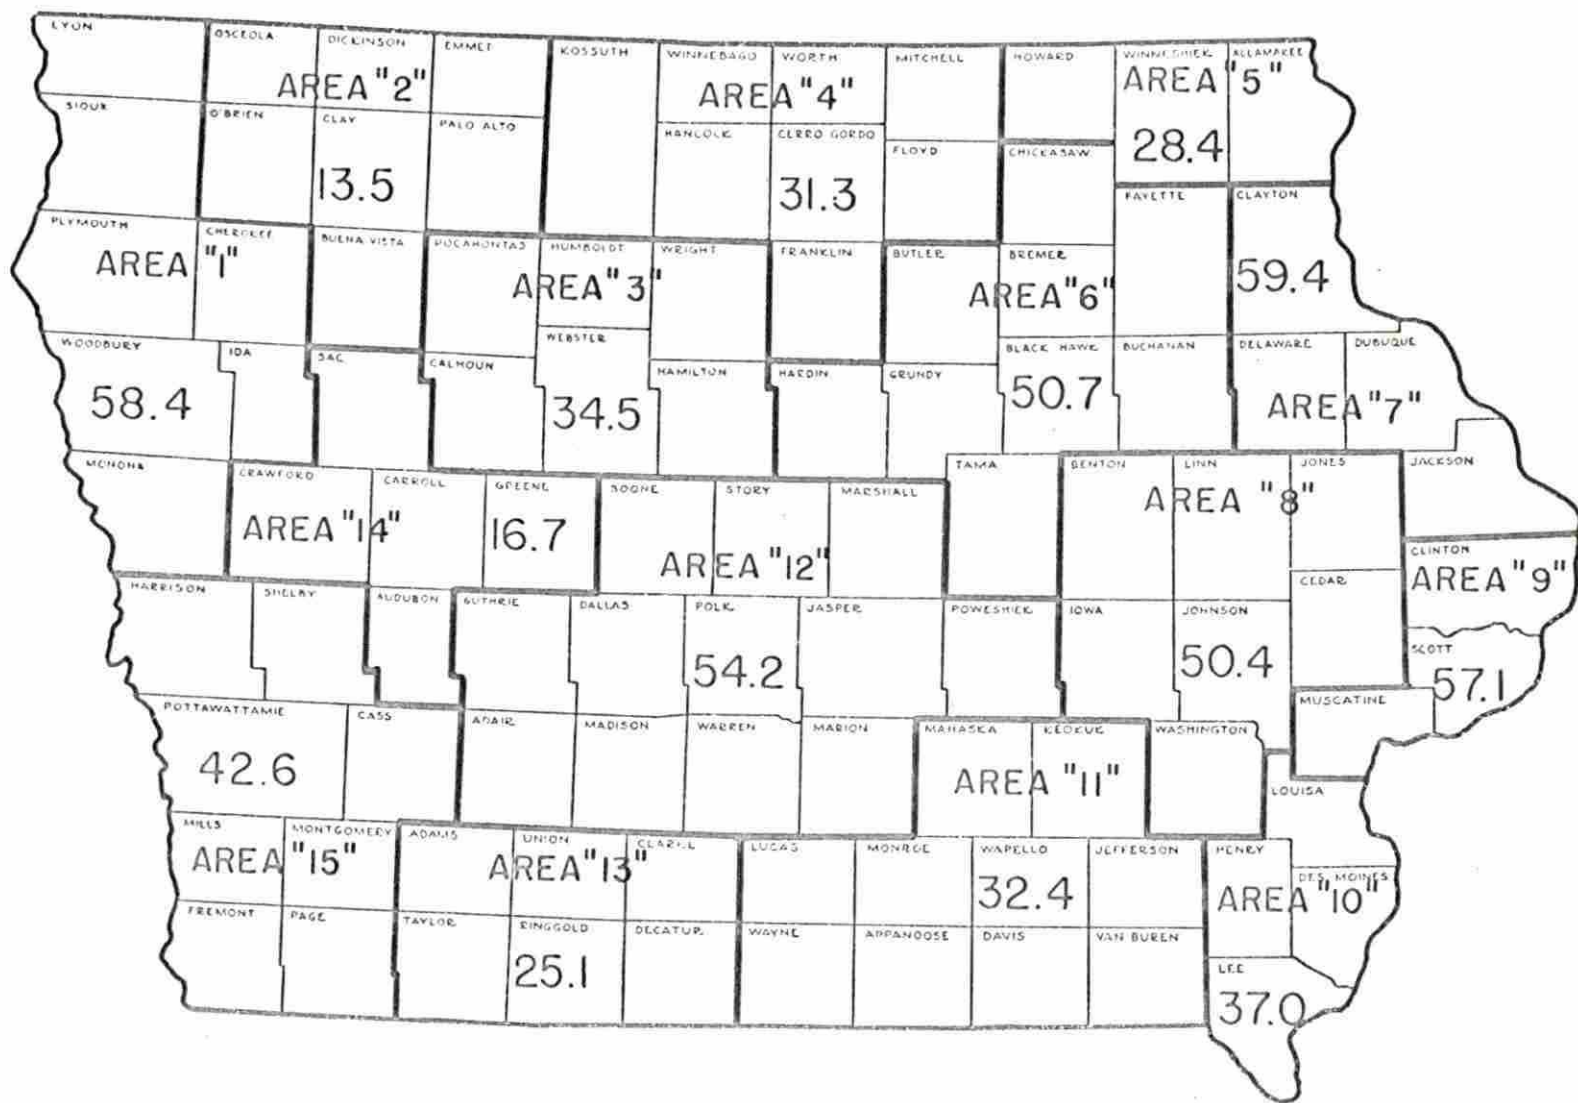 LYON
OSCEOLA
DICKINSON
EMMET
KOSSUTH
WINNEBAGO
WORTH
MITCHELL
HOWARD
WINNESHIEK
ALLAMAKEE
AREA "2"
AREA "4"
AREA "5"
SIOUX
O'BRIEN
CLAY
PALO ALTO
HANCOCK
CERRO GORDO
FLOYD
CHICKASAW
13.5
31.3
28.4
PLYMOUTH
CHEROKEE
BUENA VISTA
POCAHONTAS
HUMBOLDT
WRIGHT
FRANKLIN
BUTLER
BREMER
FAYETTE
CLAYTON
AREA "1"
AREA "3"
AREA "6"
59.4
WOODBURY
IDA
SAC
CALHOUN
WEBSTER
HAMILTON
HARDIN
GRUNDY
BLACK HAWK
BUCHANAN
DELAWARE
DUBUQUE
58.4
34.5
50.7
AREA "7"
MONONA
CRAWFORD
CARROLL
GREENE
BOONE
STORY
MARSHALL
TAMA
BENTON
LINN
JONES
JACKSON
AREA "14"
16.7
AREA "12"
AREA "8"
CLINTON
AREA "9"
HARRISON
SHELBY
AUDUBON
GUTHRIE
DALLAS
POLK
JASPER
POWESHIEK
IOWA
JOHNSON
CEDAR
SCOTT
54.2
50.4
57.1
POTTAWATTAMIE
CASS
ADAIR
MADISON
WARREN
MARION
MAHASKA
KEOKUK
WASHINGTON
MUSCATINE
42.6
AREA "11"
LOUISA
MILLS
MONTGOMERY
ADAMS
UNION
CLARKE
LUCAS
MONROE
WAPELLO
JEFFERSON
HENRY
DES MOINES
AREA "15"
AREA "13"
32.4
AREA "10"
FREMONT
PAGE
TAYLOR
RINGGOLD
DECATUR
WAYNE
APPANOOSE
DAVIS
VAN BUREN
LEE
25.1
37.0